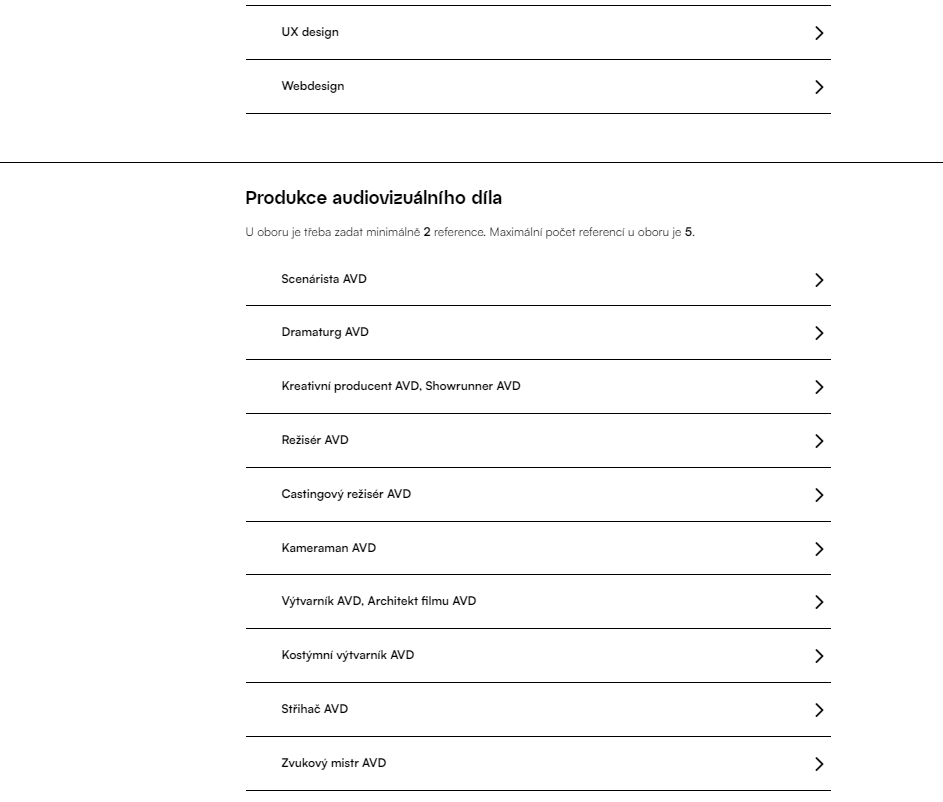 UX design
Webdesign
Produkce audiovizuálního díla
U oboru je třeba zadat minimálně 2 reference. Maximální počet referencí u oboru je 5.
Scenárista AVD
Dramaturg AVD
Kreativní producent AVD, Showrunner AVD
Režisér AVD
Castingový režisér AVD
Kameraman AVD
Výtvarník AVD, Architekt filmu AVD
Kostýmní výtvarník AVD
Střihač AVD
Zvukový mistr AVD